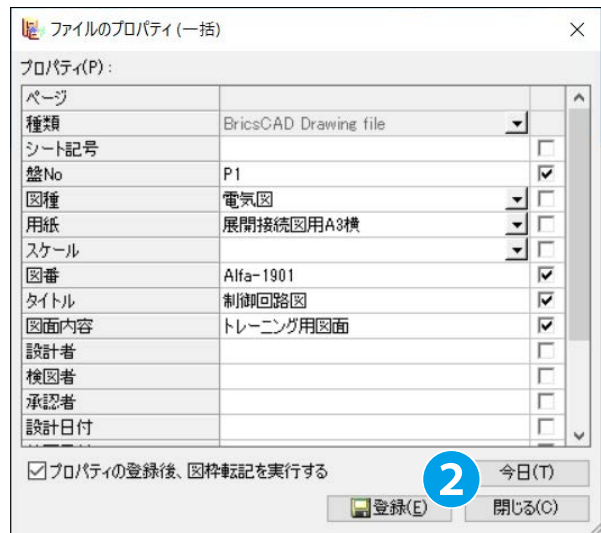 ファイルのプロパティ (一括)
プロパティ(P) :
ページ
種類 BricsCAD Drawing file
シート記号
盤No P1
図種 電気図
用紙 展開接続図用A3横
スケール
図番 Alfa-1901
タイトル 制御回路図
図面内容 トレーニング用図面
設計者
検図者
承認者
設計日付
プロパティの登録後、図枠転記を実行する
2
今日(T)
登録(E) 閉じる(C)